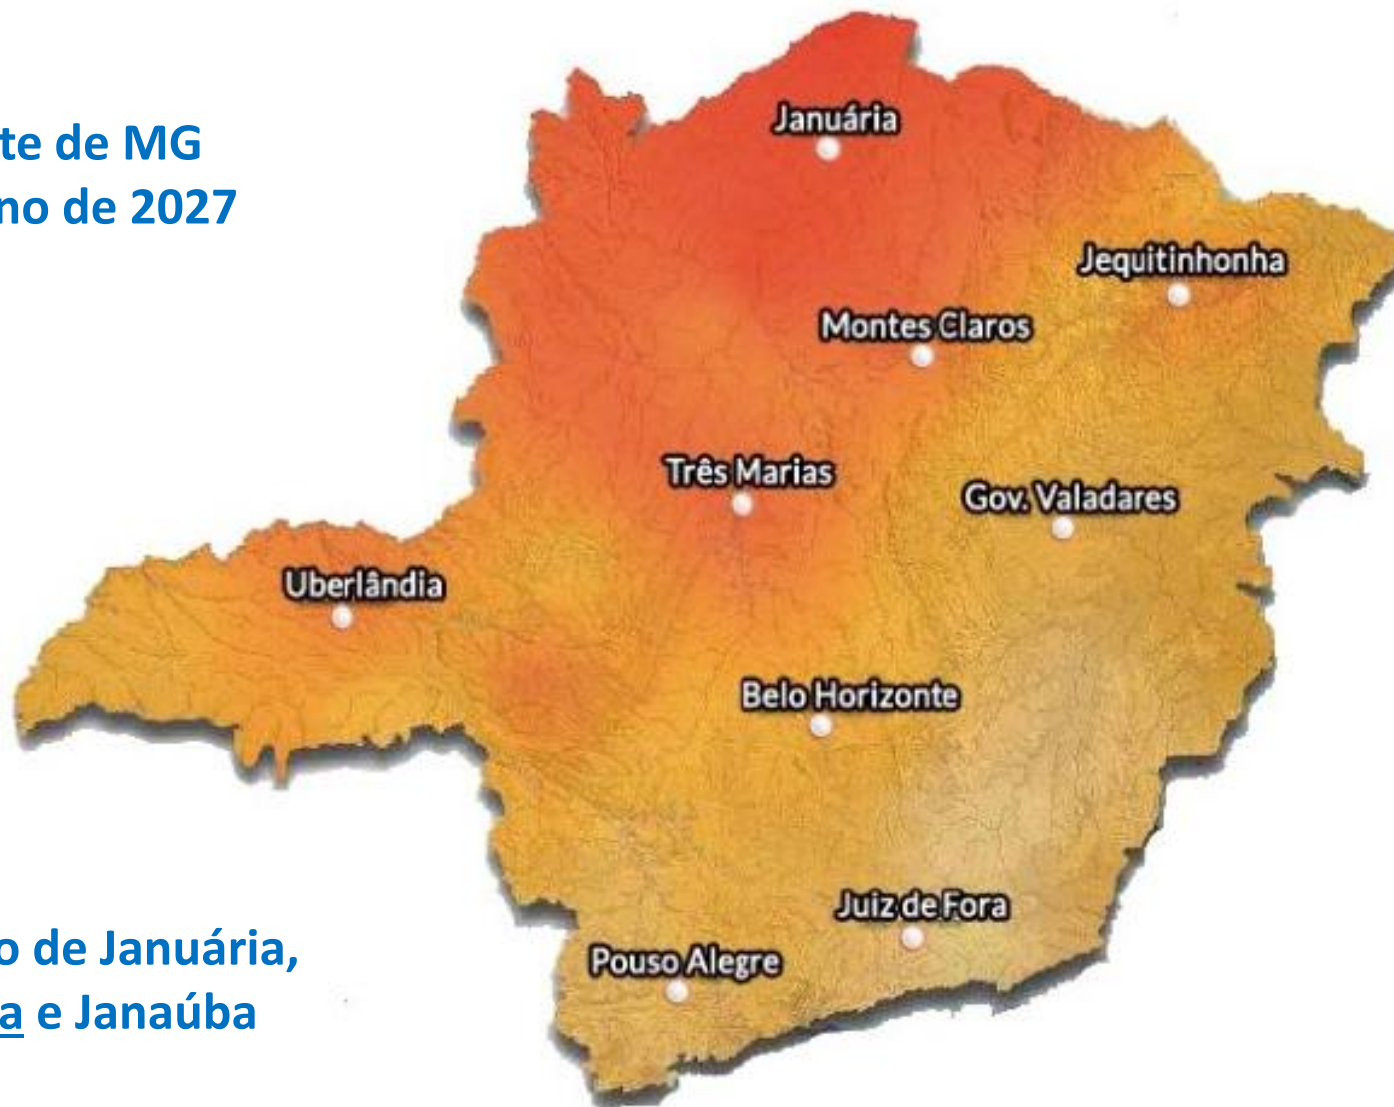 te de MG
no de 2027
Januária
Jequitinhonha
Montes Claros
Três Marias
Gov. Valadares
Uberlândia
Belo Horizonte
Juiz de Fora
o de Januária,
Pouso Alegre
a e Janaúba